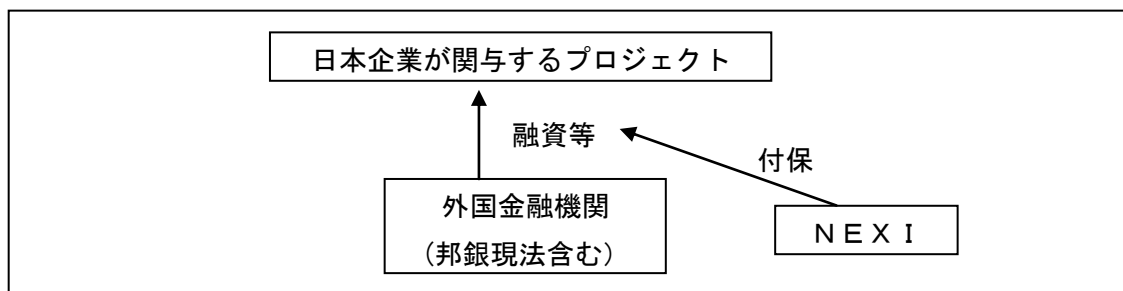 日本企業が関与するプロジェクト
融資等
付保
外国金融機関
（邦銀現法含む）
ＮＥＸＩ